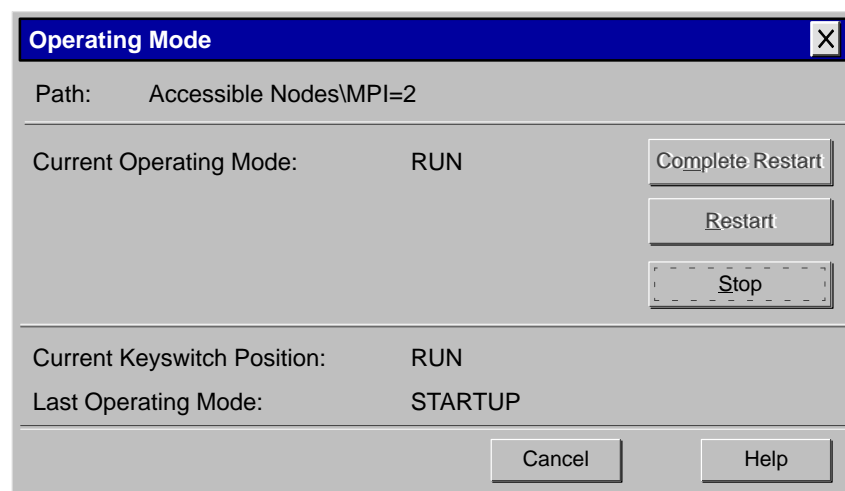 Operating Mode
Path: Accessible Nodes\MPI=2
Current Operating Mode: RUN
Complete Restart
Restart
Stop
Current Keyswitch Position: RUN
Last Operating Mode: STARTUP
Cancel Help